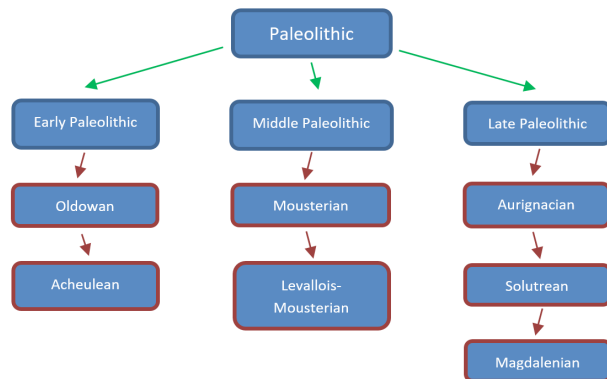 Paleolithic
Early Paleolithic
Middle Paleolithic
Late Paleolithic
Oldowan
Mousterian
Aurignacian
Acheulean
Levallois-
Mousterian
Solutrean
Magdalenian